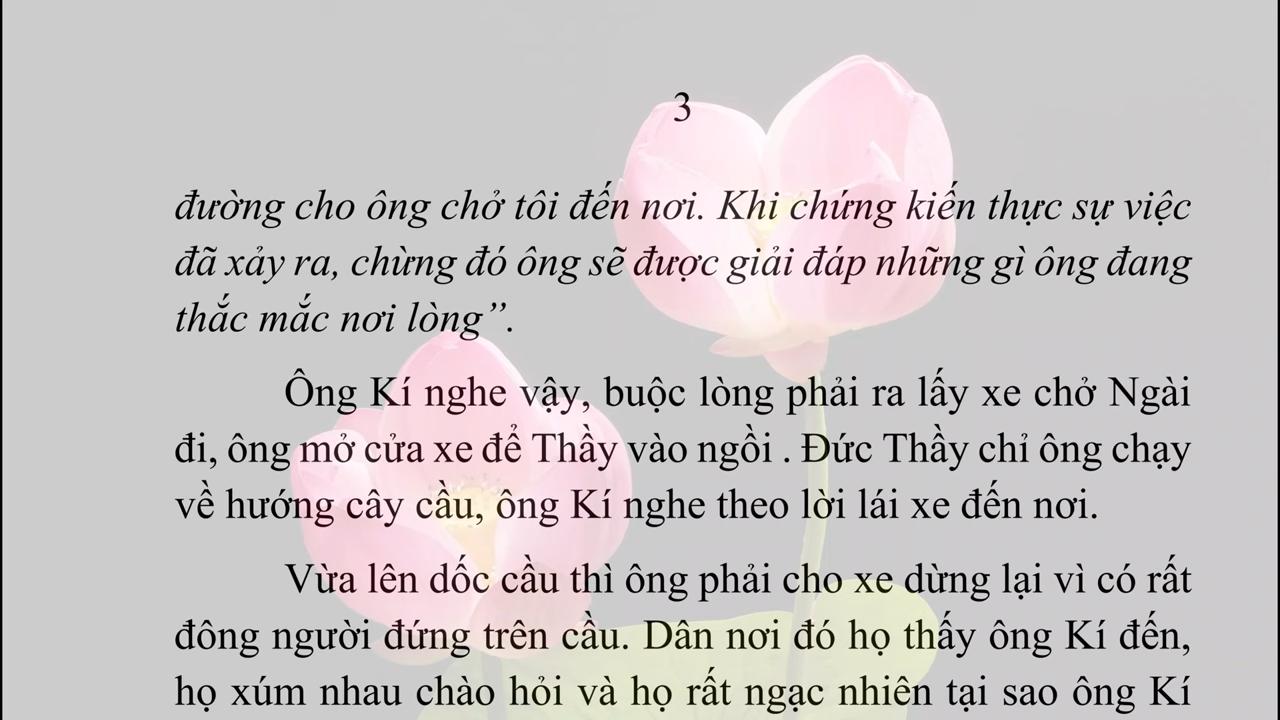 3
đường cho ông chở tôi đến nơi. Khi chứng kiến thực sự việc
đã xảy ra, chừng đó ông sẽ được giải đáp những gì ông đang
thắc mắc nơi lòng”.
Ông Kí nghe vậy, buộc lòng phải ra lấy xe chở Ngài
đi, ông mở cửa xe để Thầy vào ngồi . Đức Thầy chỉ ông chạy
về hướng cây cầu, ông Kí nghe theo lời lái xe đến nơi.
Vừa lên dốc cầu thì ông phải cho xe dừng lại vì có rất
đông người đứng trên cầu. Dân nơi đó họ thấy ông Kí đến,
họ xúm nhau chào hỏi và họ rất ngạc nhiên tại sao ông Kí